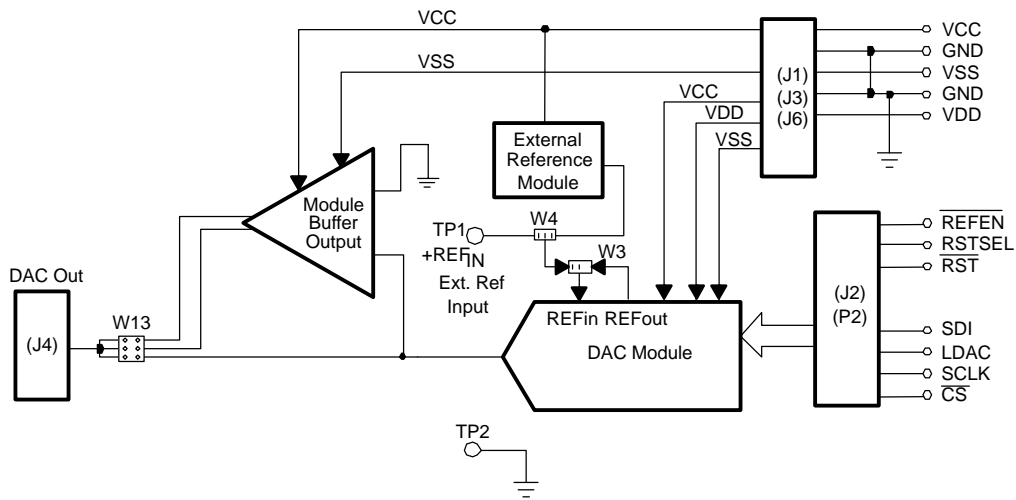 VCC
VCC
GND
VSS
(J1)
VSS
VCC
(J3)
GND
VDD
(J6)
VDD
VSS
External
Reference
Module
Module
Buffer
Output
TP1
W4
+REFIN
W3
Ext. Ref
Input
REFEN
RSTSEL
RST
DAC Out
(J2)
(P2)
W13
(J4)
REFin REFout
DAC Module
SDI
LDAC
SCLK
CS
TP2